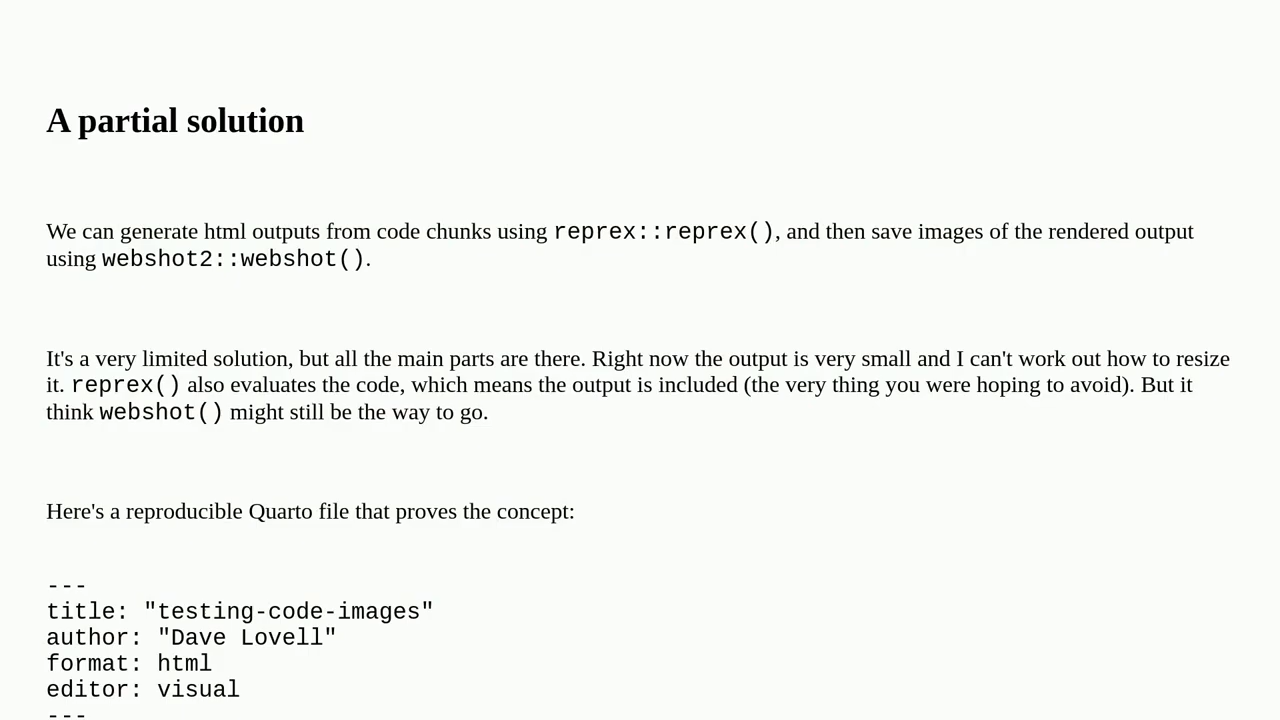 A partial solution
We can generate html outputs from code chunks using reprex::reprex(), and then save images of the rendered output
using webshot2::webshot().
It's a very limited solution, but all the main parts are there. Right now the output is very small and I can't work out how to resize
it. reprex() also evaluates the code, which means the output is included (the very thing you were hoping to avoid). But it
think webshot() might still be the way to go.
Here's a reproducible Quarto file that proves the concept:
---
title: "testing-code-images"
author: "Dave Lovell"
format: html
editor: visual
---